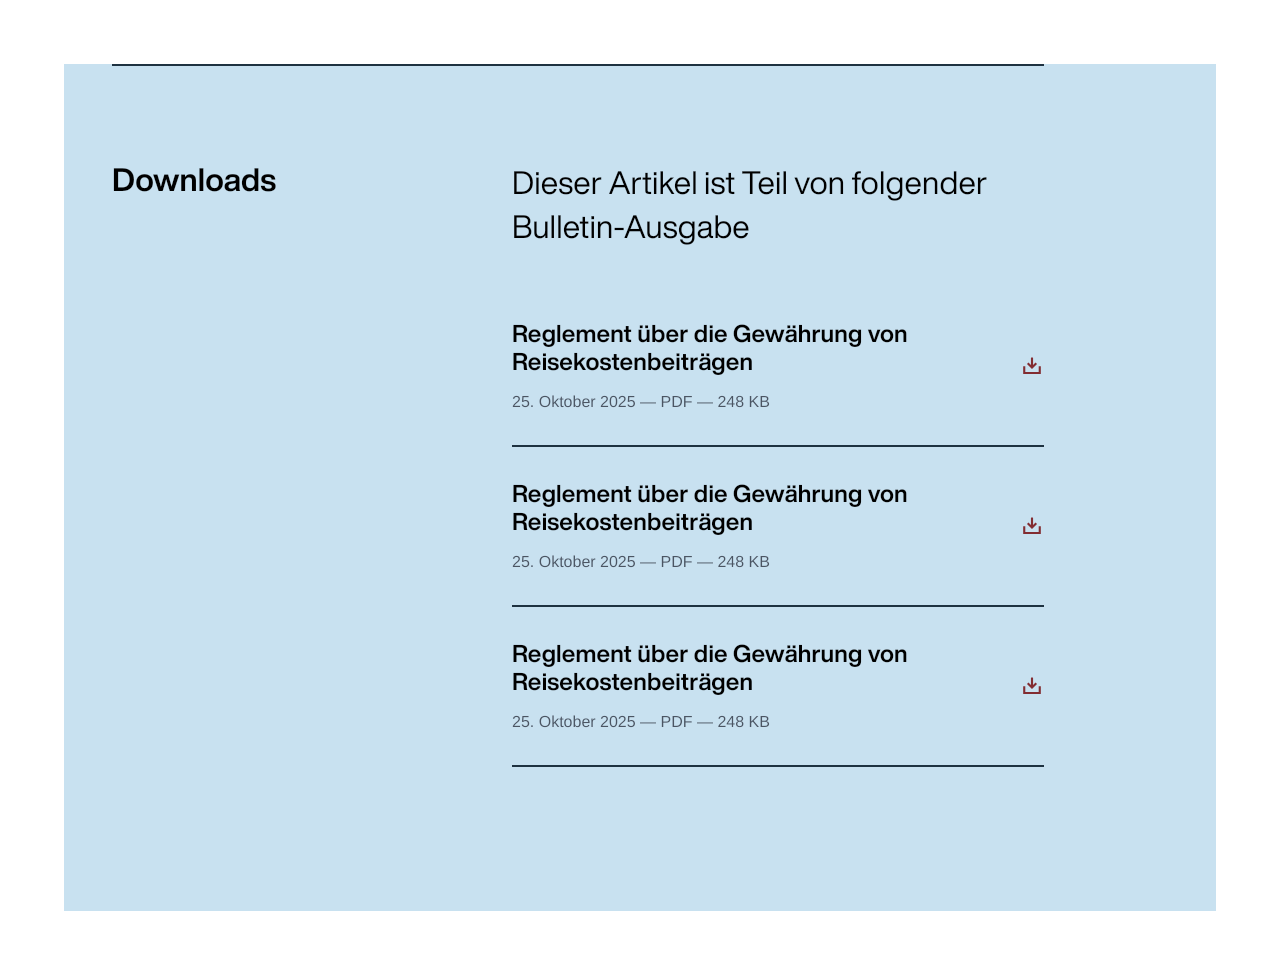 Downloads
Dieser Artikel ist Teil von folgender
Bulletin-Ausgabe
Reglement über die Gewährung von
Reisekostenbeiträgen
25. Oktober 2025 — PDF — 248 KB
Reglement über die Gewährung von
Reisekostenbeiträgen
25. Oktober 2025 — PDF — 248 KB
Reglement über die Gewährung von
Reisekostenbeiträgen
25. Oktober 2025 — PDF — 248 KB